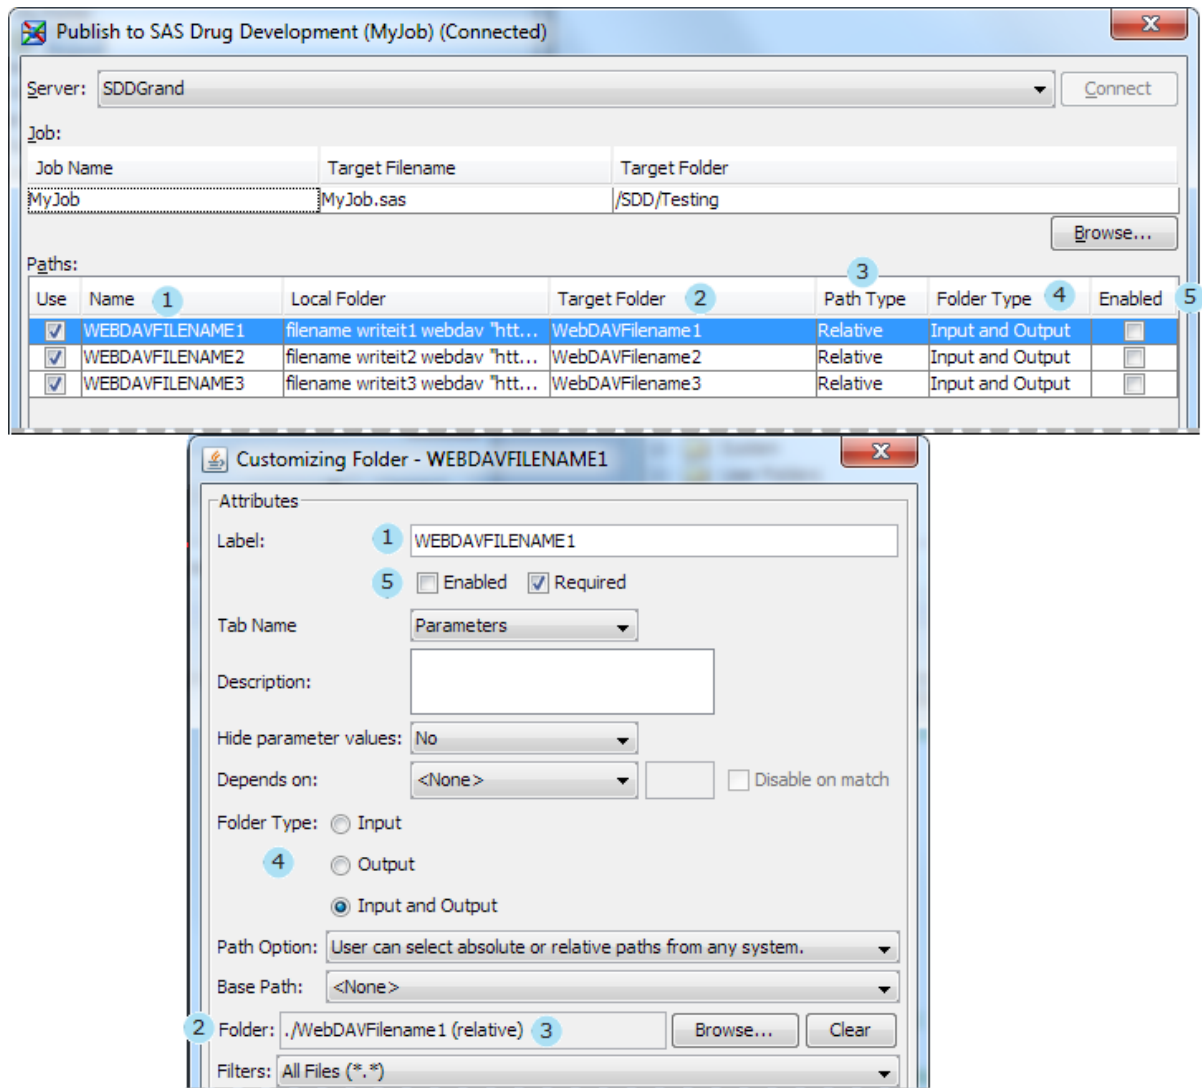 Publish to SAS Drug Development (MyJob) (Connected)
Server: SDDGrand Connect
Job:
Job Name Target Filename Target Folder
MyJob MyJob.sas /SDD/Testing
Browse...
Paths:
3
Use Name 1 Local Folder Target Folder 2 Path Type Folder Type 4 Enabled 5
WEBDAVFILENAME1 filename writeit1 webdav "htt... WebDAVFilename1 Relative Input and Output
WEBDAVFILENAME2 filename writeit2 webdav "htt... WebDAVFilename2 Relative Input and Output
WEBDAVFILENAME3 filename writeit3 webdav "htt... WebDAVFilename3 Relative Input and Output
Customizing Folder - WEBDAVFILENAME1
Attributes
Label: 1 WEBDAVFILENAME1
5 Enabled Required
Tab Name Parameters
Description:
Hide parameter values: No
Depends on: <None> Disable on match
Folder Type: Input
4 Output
Input and Output
Path Option: User can select absolute or relative paths from any system.
Base Path: <None>
2 Folder: ./WebDAVFilename1 (relative) 3 Browse... Clear
Filters: All Files (*.*)